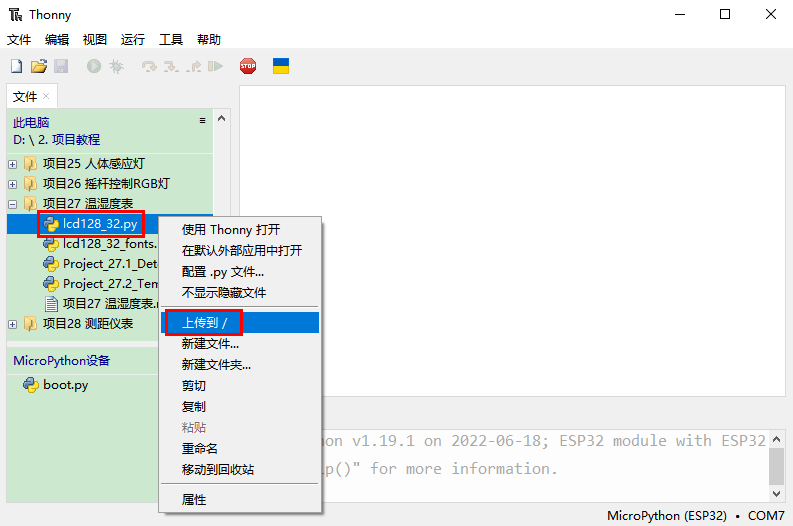 Thonny
文件 编辑 视图 运行 工具 帮助
STOP
文件 ×
此电脑 ≡
D: \ 2. 项目教程
项目25 人体感应灯
项目26 摇杆控制RGB灯
项目27 温湿度表
lcd128_32.py
lcd128_32_fonts.
Project_27.1_Dete
Project_27.2_Tem
项目27 温湿度表.
项目28 测距仪表
MicroPython设备
boot.py
使用 Thonny 打开
在默认外部应用中打开
配置 .py 文件...
不显示隐藏文件
上传到 /
新建文件...
新建文件夹...
剪切
复制
粘贴
重命名
移动到回收站
属性
on v1.19.1 on 2022-06-18; ESP32 module with ESP32
p()" for more information.
MicroPython (ESP32) • COM7